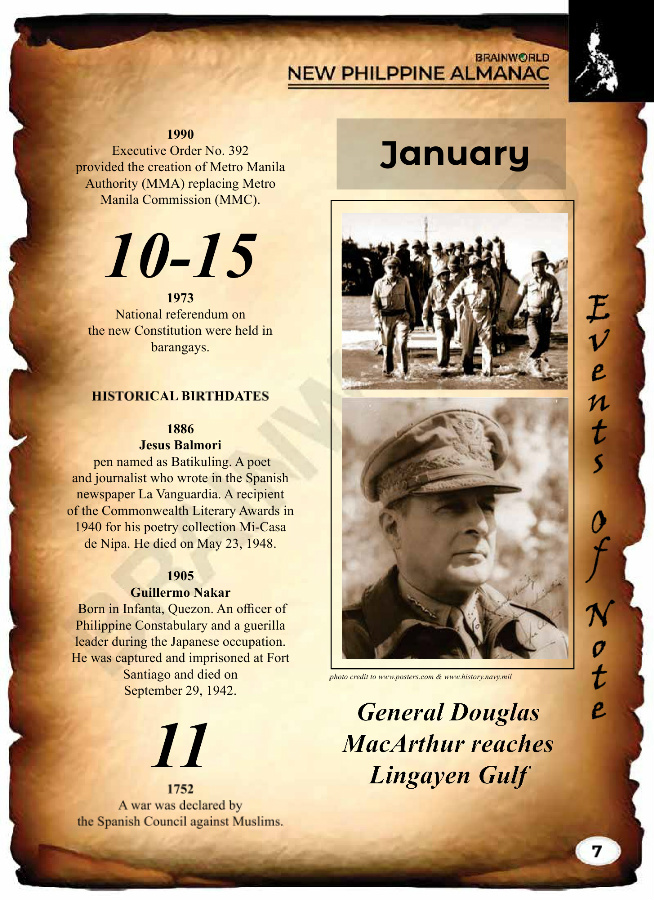 BRAINWORLD
NEW PHILPPINE ALMANAC
1990
Executive Order No. 392
provided the creation of Metro Manila
Authority (MMA) replacing Metro
Manila Commission (MMC).
10-15
1973
National referendum on
the new Constitution were held in
barangays.
HISTORICAL BIRTHDATES
1886
Jesus Balmori
pen named as Batikuling. A poet
and journalist who wrote in the Spanish
newspaper La Vanguardia. A recipient
of the Commonwealth Literary Awards in
1940 for his poetry collection Mi-Casa
de Nipa. He died on May 23, 1948.
1905
Guillermo Nakar
Born in Infanta, Quezon. An officer of
Philippine Constabulary and a guerilla
leader during the Japanese occupation.
He was captured and imprisoned at Fort
Santiago and died on
September 29, 1942.
11
1752
A war was declared by
the Spanish Council against Muslims.
January
photo credit to www.posters.com & www.history.navy.mil
General Douglas
MacArthur reaches
Lingayen Gulf
Events of Note
7
BRAINWORLD